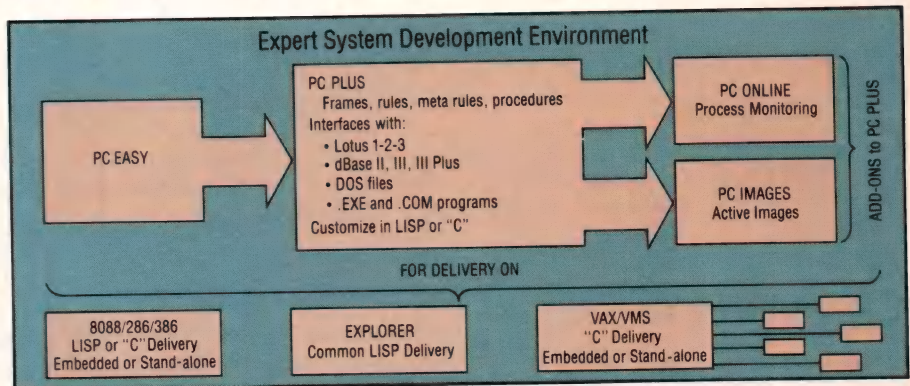 Expert System Development Environment
PC EASY
PC PLUS
Frames, rules, meta rules, procedures
Interfaces with:
• Lotus 1-2-3
• dBase II, III, III Plus
• DOS files
• .EXE and .COM programs
Customize in LISP or "C"
PC ONLINE
Process Monitoring
PC IMAGES
Active Images
ADD-ONS to PC PLUS
FOR DELIVERY ON
8088/286/386
LISP or "C" Delivery
Embedded or Stand-alone
EXPLORER
Common LISP Delivery
VAX/VMS
"C" Delivery
Embedded or Stand-alone